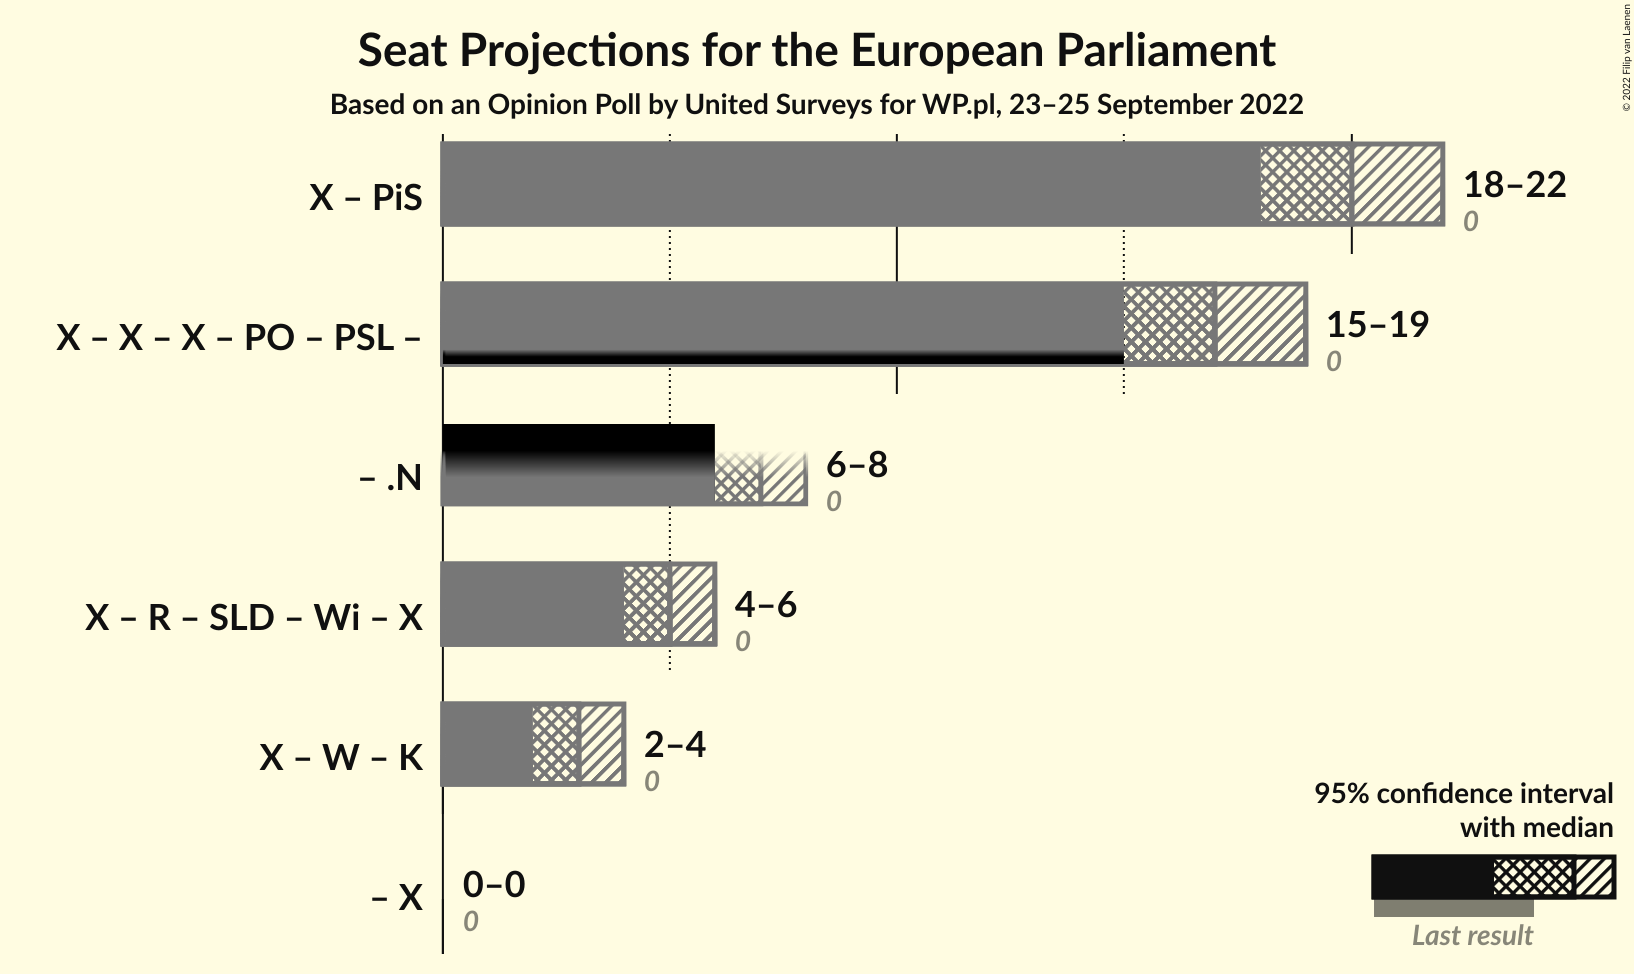 Seat Projections for the European Parliament
Based on an Opinion Poll by United Surveys for WP.pl, 23–25 September 2022
© 2022 Filip van Laenen
X – PiS
18–22
0
X – X – X – PO – PSL –
15–19
0
– .N
6–8
0
X – R – SLD – Wi – X
4–6
0
X – W – K
2–4
0
– X
0–0
0
95% confidence interval
with median
Last result